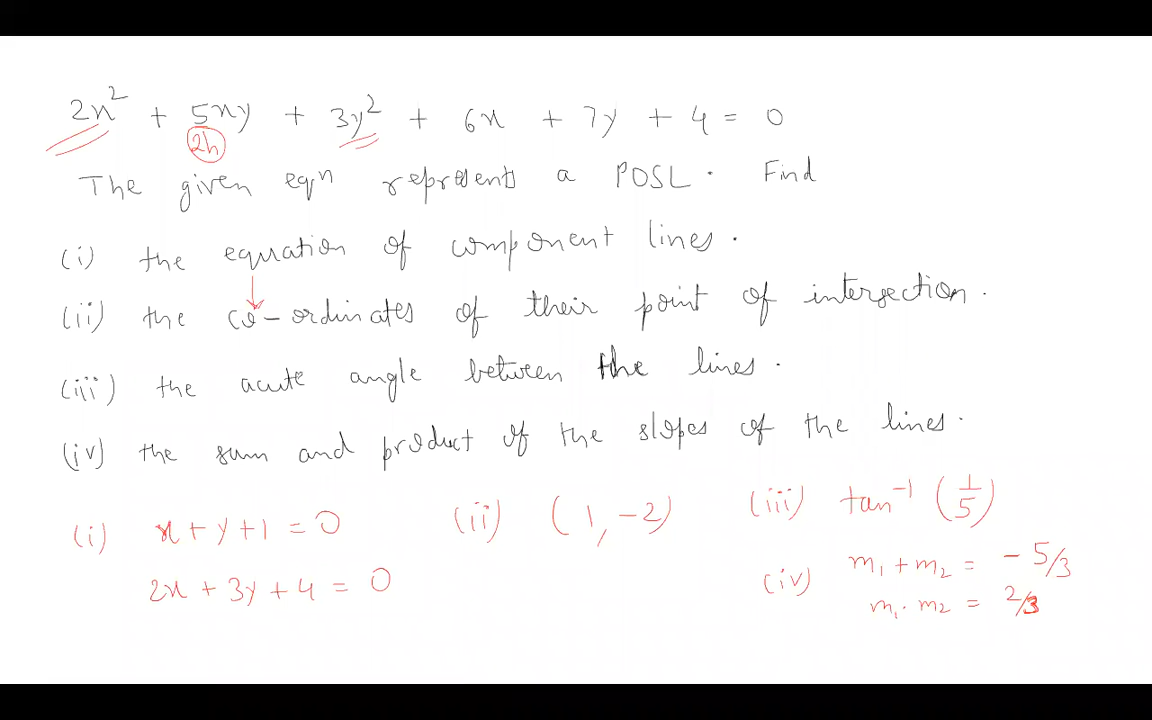 2x² + 5xy + 3y² + 6x + 7y + 4 = 0
2h
The given eqn represents a POSL. Find
(i) the equation of component lines.
(ii) the co-ordinates of their point of intersection.
(iii) the acute angle between the lines.
(iv) the sum and product of the slopes of the lines.
(i) x + y + 1 = 0 (ii) (1, -2) (iii) tan⁻¹ (1/5)
2x + 3y + 4 = 0 (iv) m₁ + m₂ = - 5/3
m₁. m₂ = 2/3